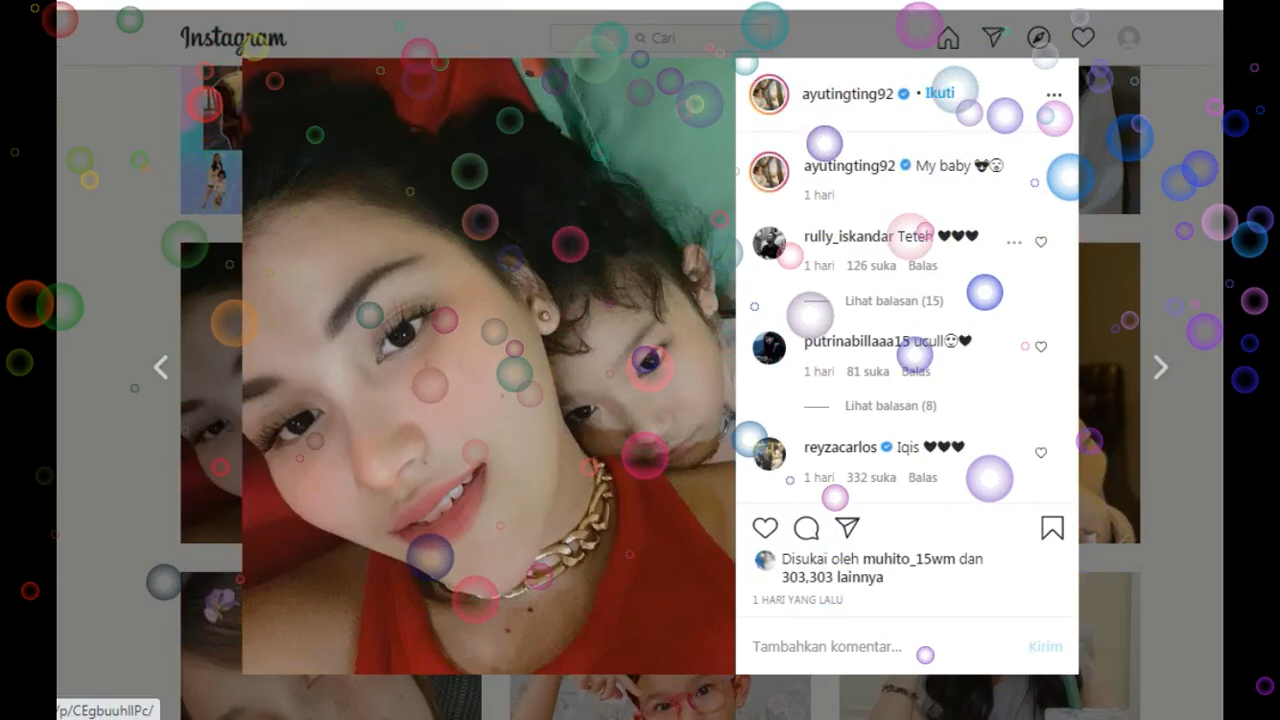 Instagram
Cari
ayutingting92 • Ikuti
ayutingting92 My baby
1 hari
rully_iskandar Teteh
1 hari 126 suka Balas
Lihat balasan (15)
putrinabillaaa15 ucull
1 hari 81 suka Balas
Lihat balasan (8)
reyzacarlos Iqis
1 hari 332 suka Balas
Disukai oleh muhito_15wm dan
303,303 lainnya
1 HARI YANG LALU
Tambahkan komentar... Kirim